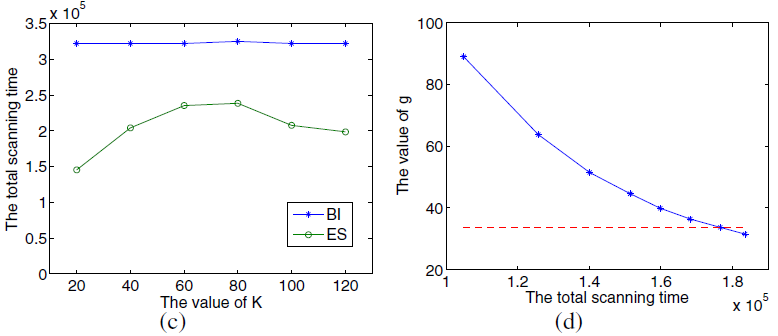 x 10^5
3.5
3
2.5
2
1.5
1
0.5
0
The total scanning time
BI
ES
20 40 60 80 100 120
The value of K
(c)
100
80
60
40
20
The value of g
1 1.2 1.4 1.6 1.8
The total scanning time
x 10^5
(d)